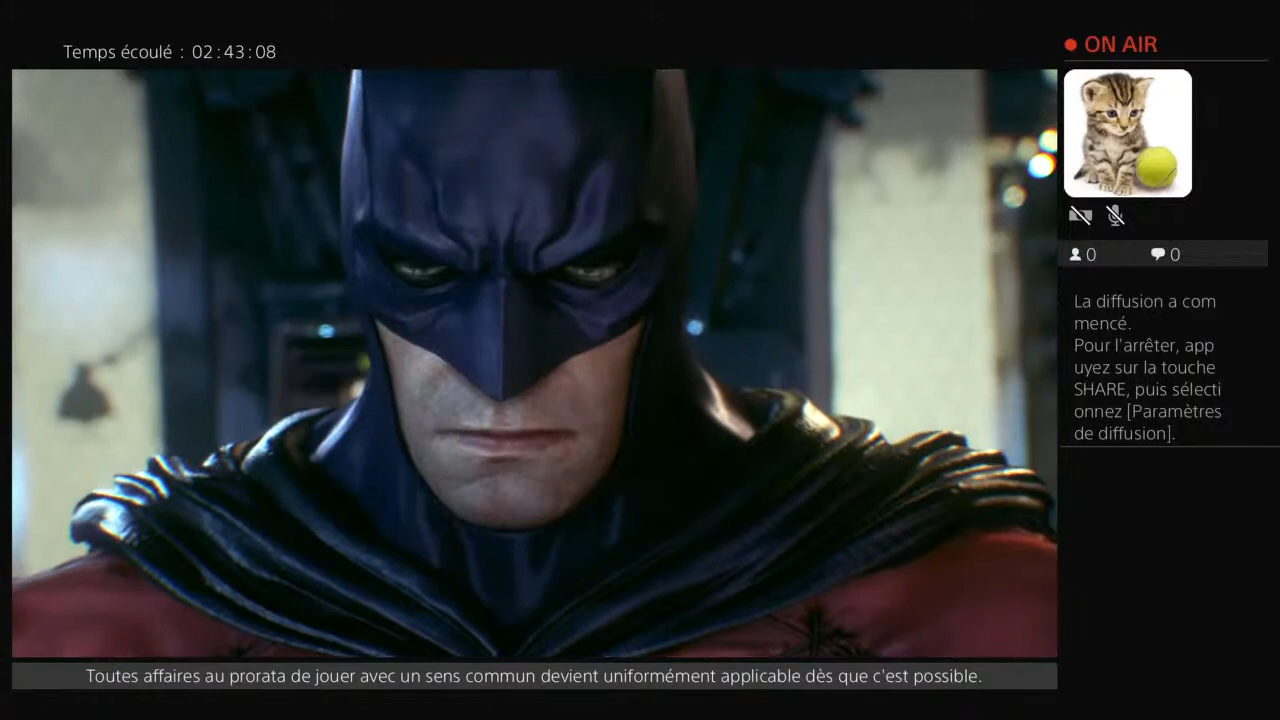 Temps écoulé : 02:43:08
ON AIR
0 0
La diffusion a com
mencé.
Pour l'arrêter, app
uyez sur la touche
SHARE, puis sélecti
onnez [Paramètres
de diffusion].
Toutes affaires au prorata de jouer avec un sens commun devient uniformément applicable dès que c'est possible.